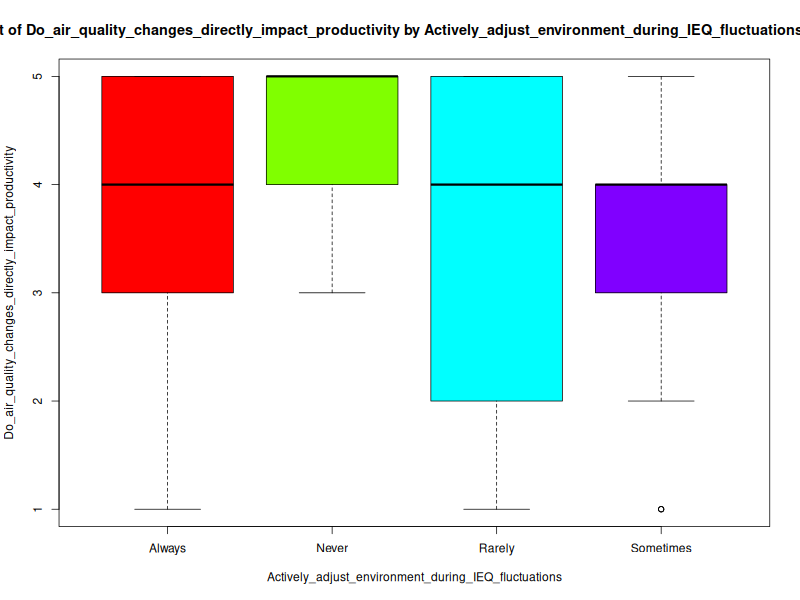 t of Do_air_quality_changes_directly_impact_productivity by Actively_adjust_environment_during_IEQ_fluctuations
Do_air_quality_changes_directly_impact_productivity
5
4
3
2
1
Always Never Rarely Sometimes
Actively_adjust_environment_during_IEQ_fluctuations